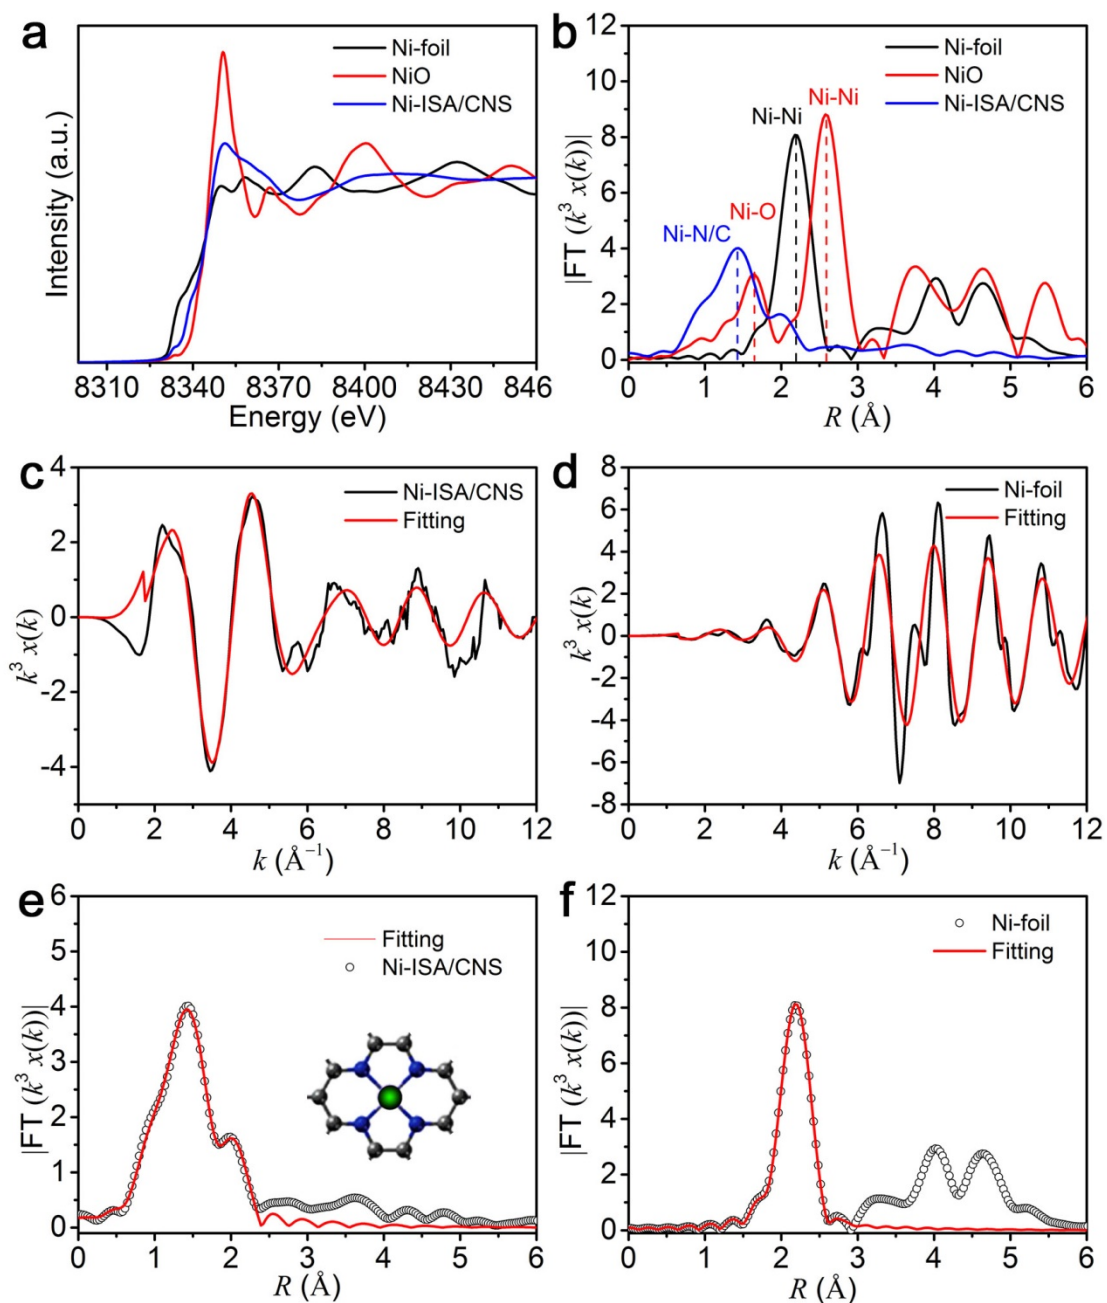 a
Ni-foil
NiO
Ni-ISA/CNS
Intensity (a.u.)
8310 8340 8370 8400 8430 846
Energy (eV)
b
12
10
8
6
4
2
0
Ni-foil
NiO
Ni-ISA/CNS
Ni-Ni
Ni-Ni
Ni-O
Ni-N/C
|FT (k³ x(k))|
0 1 2 3 4 5 6
R (Å)
c
4
2
0
-2
-4
Ni-ISA/CNS
Fitting
k³ x(k)
0 2 4 6 8 10 12
k (Å⁻¹)
d
8
6
4
2
0
-2
-4
-6
-8
Ni-foil
Fitting
k³ x(k)
0 2 4 6 8 10 12
k (Å⁻¹)
e
6
5
4
3
2
1
0
Fitting
Ni-ISA/CNS
|FT (k³ x(k))|
0 1 2 3 4 5 6
R (Å)
f
12
10
8
6
4
2
0
Ni-foil
Fitting
|FT (k³ x(k))|
0 1 2 3 4 5 6
R (Å)